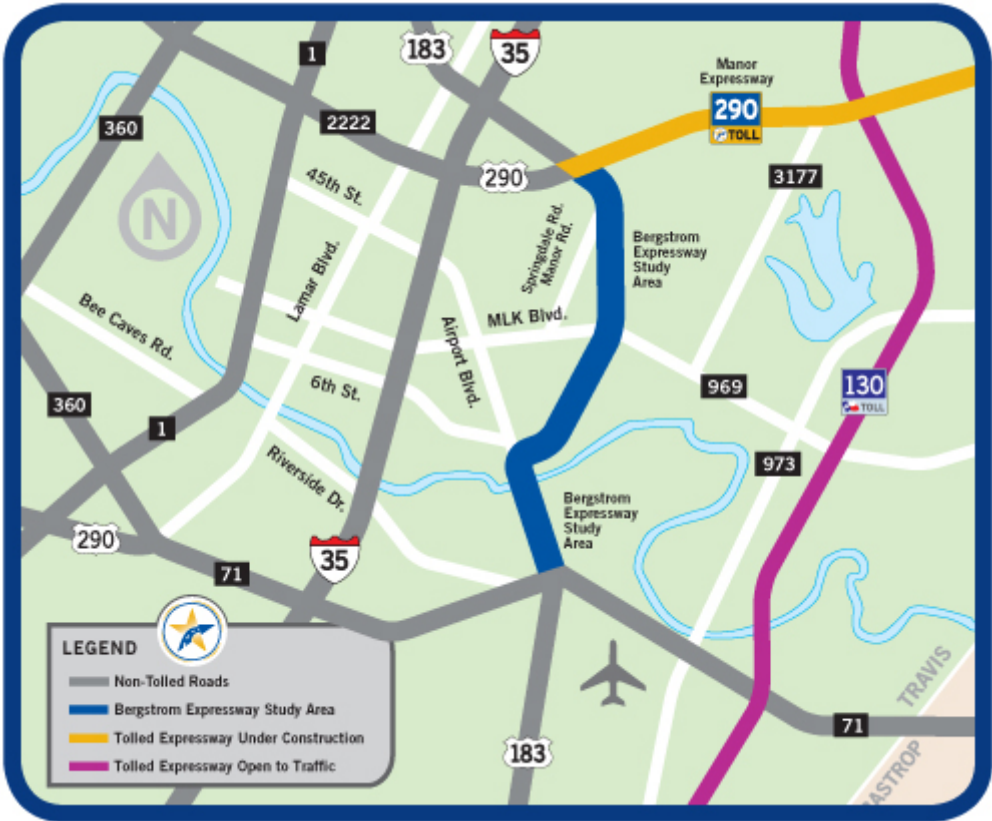 183
35
1
Manor
Expressway
290
TOLL
360
2222
290
3177
45th St.
N
Springdale Rd.
Manor Rd.
Bergstrom
Expressway
Study
Area
Lamar Blvd.
Bee Caves Rd.
MLK Blvd.
Airport Blvd.
6th St.
969
130
TOLL
360
1
973
Riverside Dr.
Bergstrom
Expressway
Study
Area
290
35
71
LEGEND
Non-Tolled Roads
Bergstrom Expressway Study Area
Tolled Expressway Under Construction
Tolled Expressway Open to Traffic
183
71
TRAVIS
ASTROP